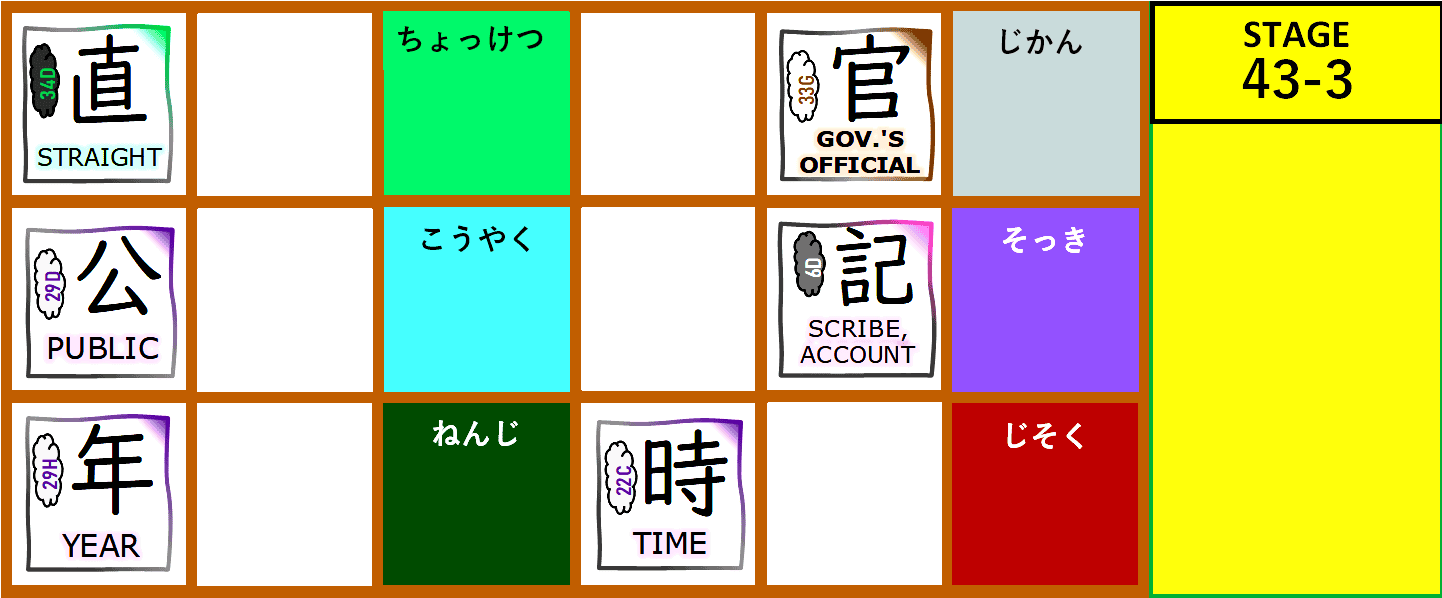 34D
直
STRAIGHT
ちょっけつ
33G
官
GOV.'S
OFFICIAL
じかん
STAGE
43-3
29D
公
PUBLIC
こうやく
6D
記
SCRIBE,
ACCOUNT
そっき
29H
年
YEAR
ねんじ
22C
時
TIME
じそく